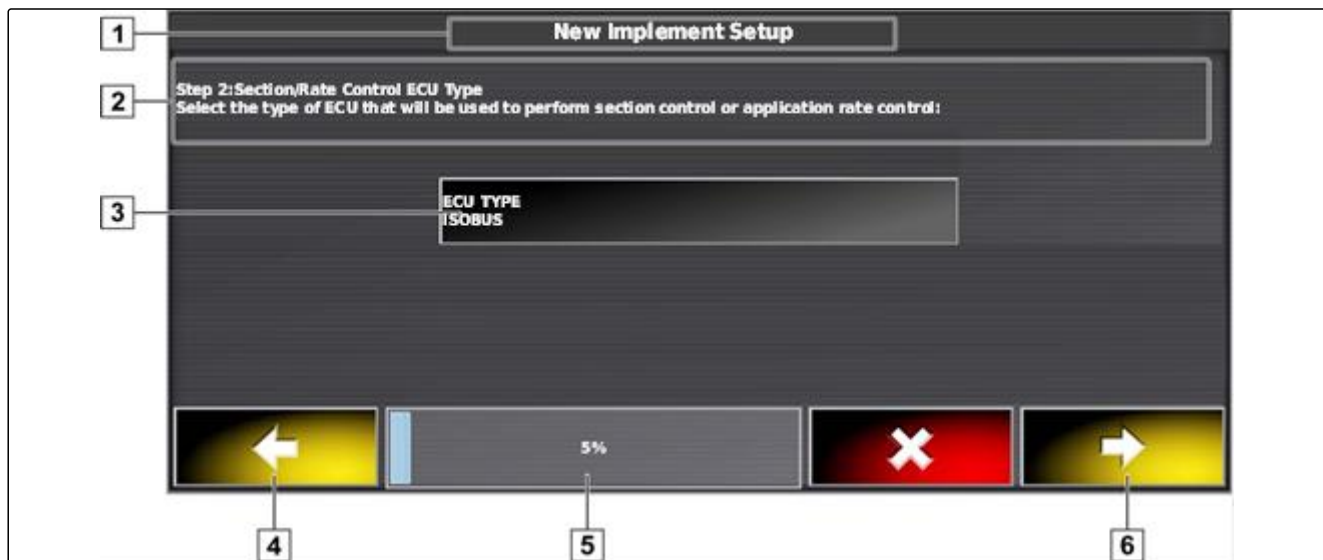 1
New Implement Setup
2
Step 2:Section/Rate Control ECU Type
Select the type of ECU that will be used to perform section control or application rate control:
3
ECU TYPE
ISOBUS
5%
4
5
6